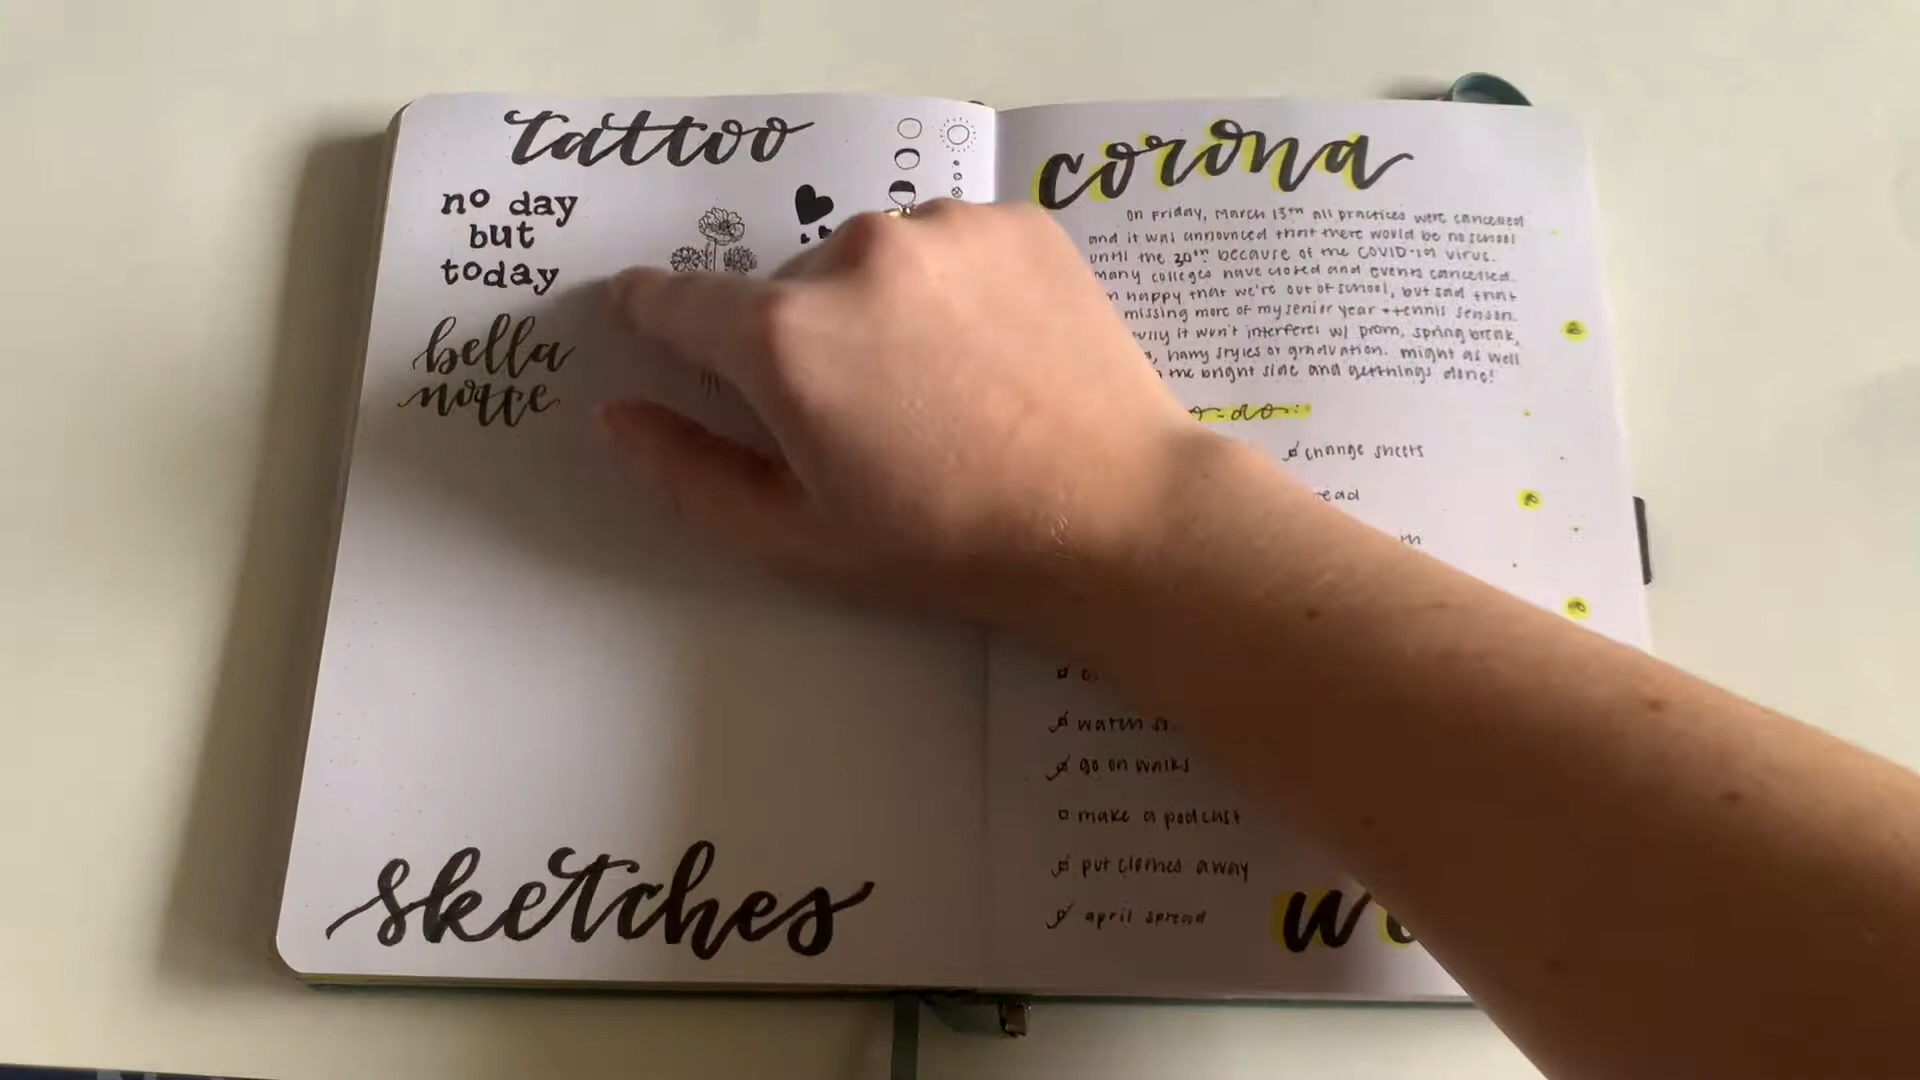 tattoo
no day
but
today
bella
notte
sketches
corona
on Friday, March 13th all practices were cancelled
and it was announced that there would be no school
until the 30th because of the COVID-19 virus.
many colleges have closed and events cancelled.
happy that we're out of school, but sad that
missing more of my senior year + tennis season.
it won't interferes w/ prom, spring break,
harry styles or graduation. might as well
the bright side and get things done!
change sheets
read
watch
go on walks
make a podcast
put clothes away
april spread